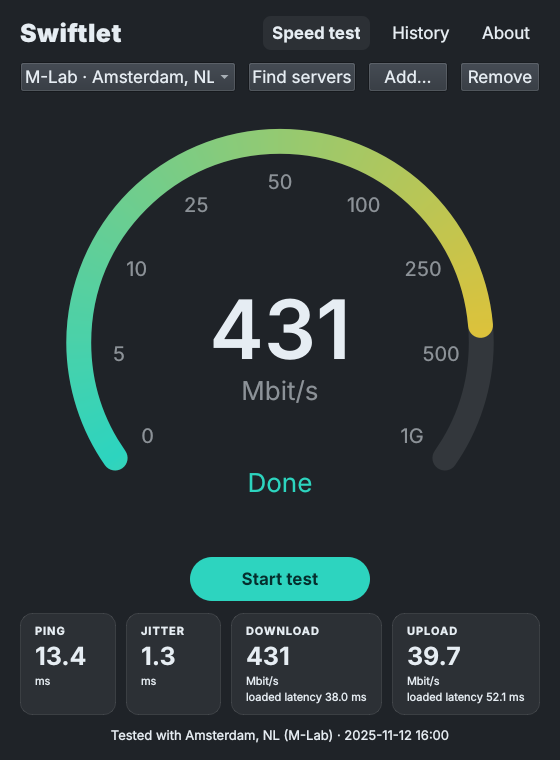 Swiftlet
Speed test
History
About
M-Lab · Amsterdam, NL
Find servers
Add...
Remove
50
25
100
10
250
431
5
500
Mbit/s
0
1G
Done
Start test
PING
13.4
ms
JITTER
1.3
ms
DOWNLOAD
431
Mbit/s
loaded latency 38.0 ms
UPLOAD
39.7
Mbit/s
loaded latency 52.1 ms
Tested with Amsterdam, NL (M-Lab) · 2025-11-12 16:00